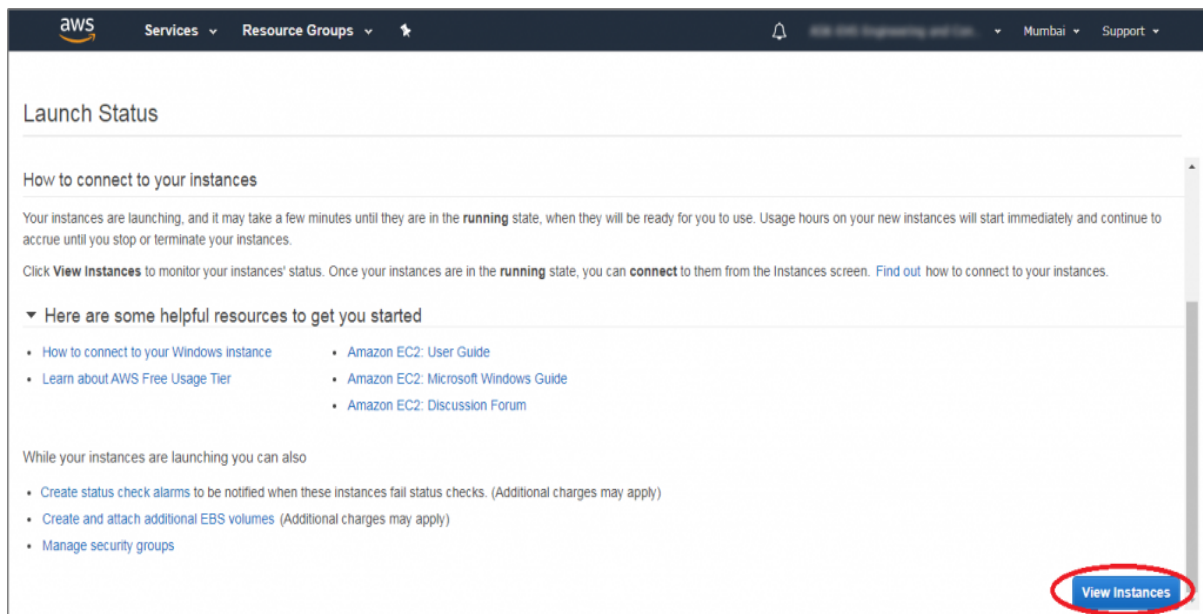 aws Services Resource Groups Mumbai Support
Launch Status
How to connect to your instances
Your instances are launching, and it may take a few minutes until they are in the running state, when they will be ready for you to use. Usage hours on your new instances will start immediately and continue to
accrue until you stop or terminate your instances.
Click View Instances to monitor your instances' status. Once your instances are in the running state, you can connect to them from the Instances screen. Find out how to connect to your instances.
Here are some helpful resources to get you started
• How to connect to your Windows instance • Amazon EC2: User Guide
• Learn about AWS Free Usage Tier • Amazon EC2: Microsoft Windows Guide
• Amazon EC2: Discussion Forum
While your instances are launching you can also
• Create status check alarms to be notified when these instances fail status checks. (Additional charges may apply)
• Create and attach additional EBS volumes (Additional charges may apply)
• Manage security groups
View Instances